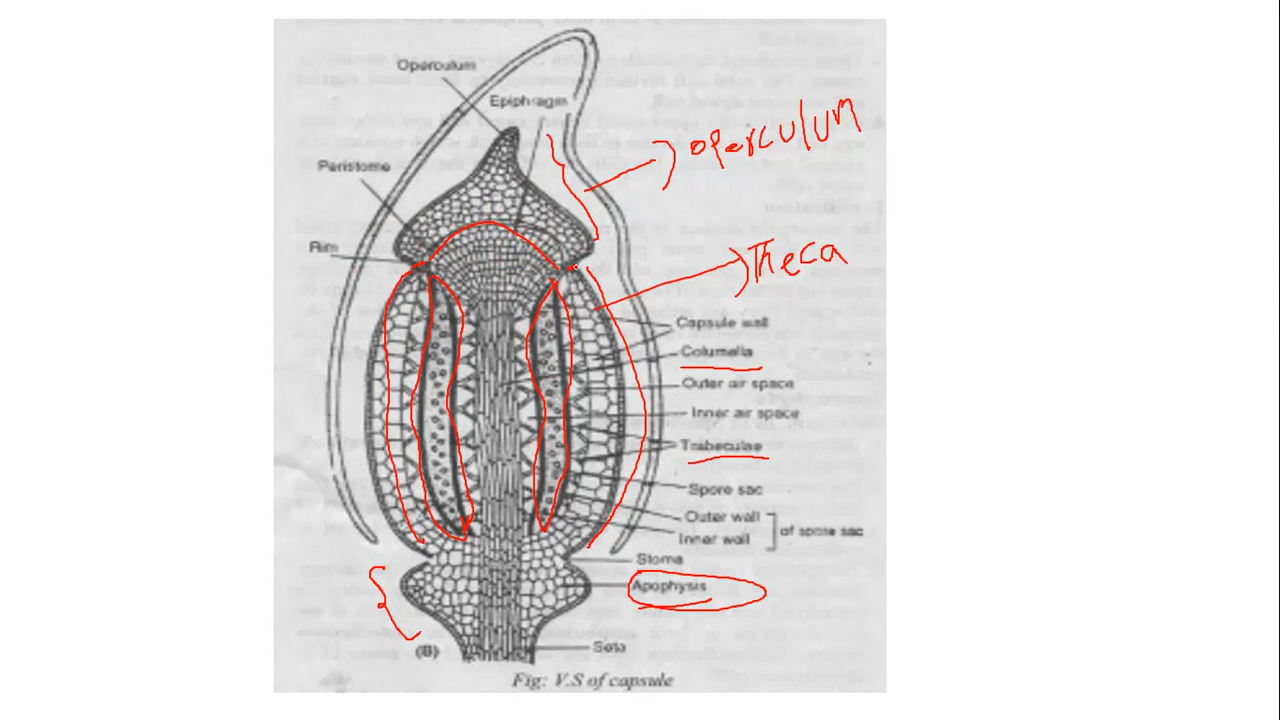 Operculum
Epiphragm
OPERCULUM
Peristome
Rim
THeCa
Capsule wall
Columella
Outer air space
Inner air space
Trabeculae
Spore sac
Outer wall
of spore sac
Inner wall
Stoma
Apophysis
Seta
(B)
Fig: V.S of capsule